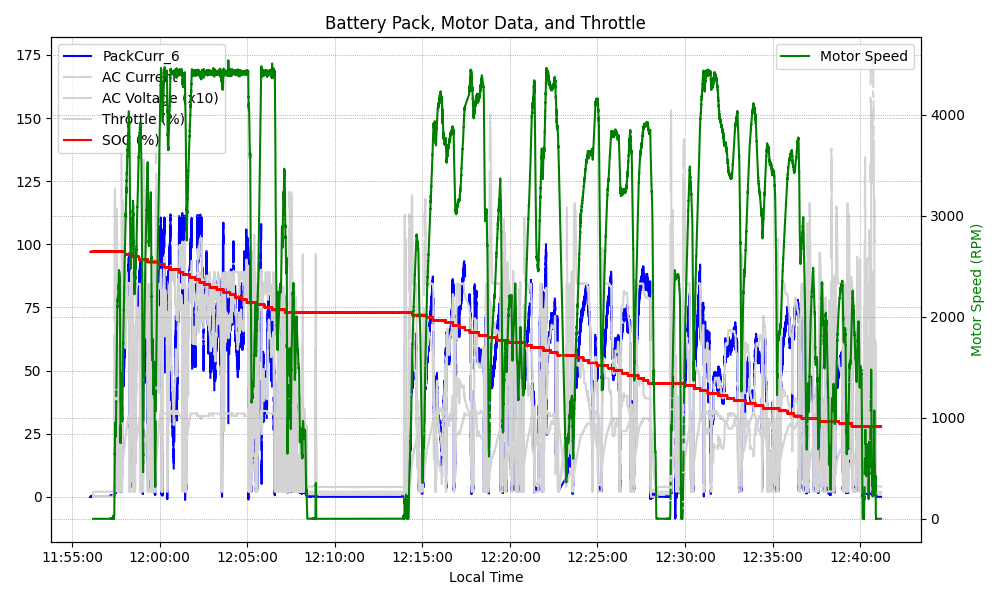 Battery Pack, Motor Data, and Throttle
PackCurr_6
AC Current
AC Voltage (x10)
Throttle (%)
SOC (%)
Motor Speed
175
150
125
100
75
50
25
0
4000
3000
2000
1000
0
Motor Speed (RPM)
11:55:00
12:00:00
12:05:00
12:10:00
12:15:00
12:20:00
12:25:00
12:30:00
12:35:00
12:40:00
Local Time